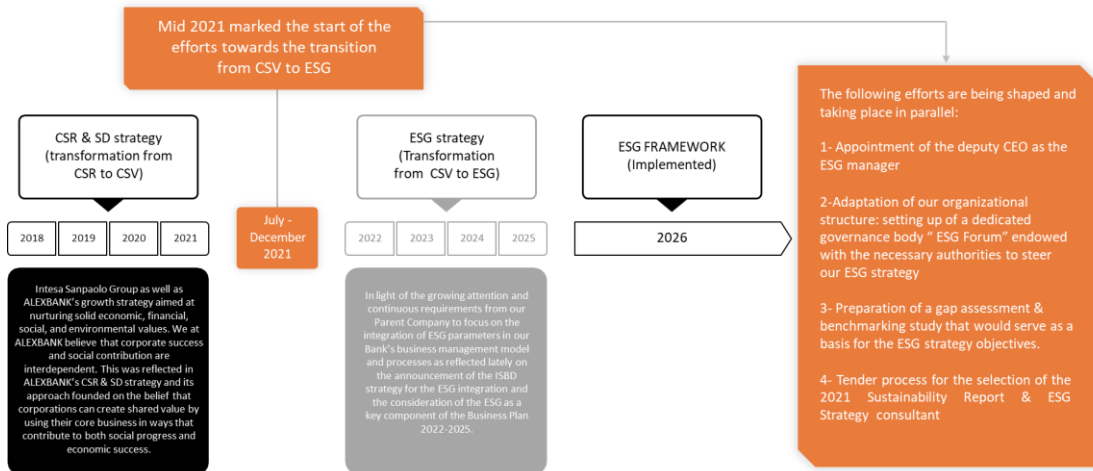 Mid 2021 marked the start of the
efforts towards the transition
from CSV to ESG
CSR & SD strategy
(transformation from
CSR to CSV)
ESG strategy
(Transformation
from CSV to ESG)
ESG FRAMEWORK
(Implemented)
2018
2019
2020
2021
July -
December
2021
2022
2023
2024
2025
2026
Intesa Sanpaolo Group as well as
ALEXBANK's growth strategy aimed at
nurturing solid economic, financial,
social, and environmental values. We at
ALEXBANK believe that corporate success
and social contribution are
interdependent. This was reflected in
ALEXBANK's CSR & SD strategy and its
approach founded on the belief that
corporations can create shared value by
using their core business in ways that
contribute to both social progress and
economic success.
In light of the growing attention and
continuous requirements from our
Parent Company to focus on the
integration of ESG parameters in our
Bank's business management model
and processes as reflected lately on
the announcement of the ISBD
strategy for the ESG integration and
the consideration of the ESG as a
key component of the Business Plan
2022-2025.
The following efforts are being shaped and
taking place in parallel:
1- Appointment of the deputy CEO as the
ESG manager
2-Adaptation of our organizational
structure: setting up of a dedicated
governance body " ESG Forum" endowed
with the necessary authorities to steer
our ESG strategy
3- Preparation of a gap assessment &
benchmarking study that would serve as a
basis for the ESG strategy objectives.
4- Tender process for the selection of the
2021 Sustainability Report & ESG
Strategy consultant